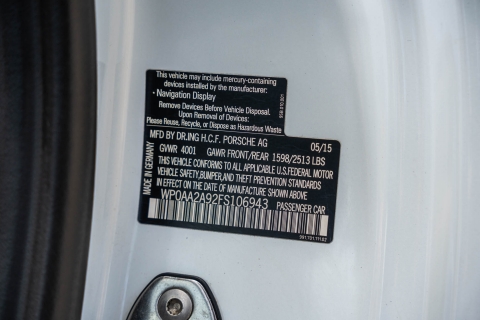 This vehicle may include mercury-containing
devices installed by the manufacturer:
- Navigation Display
Remove Devices Before Vehicle Disposal.
Upon Removal of Devices:
Please Reuse, Recycle, or Dispose as Hazardous Waste
MFD BY DR.ING H.C.F. PORSCHE AG 05/15
GVWR 4001 GAWR FRONT/REAR 1598/2513 LBS
THIS VEHICLE CONFORMS TO ALL APPLICABLE U.S.FEDERAL MOTOR
VEHICLE SAFETY,BUMPER,AND THEFT PREVENTION STANDARDS
IN EFFECT ON THE DATE OF MANUFACTURE SHOWN ABOVE
WP0AA2A92FS106943 PASSENGER CAR
MADE IN GERMANY